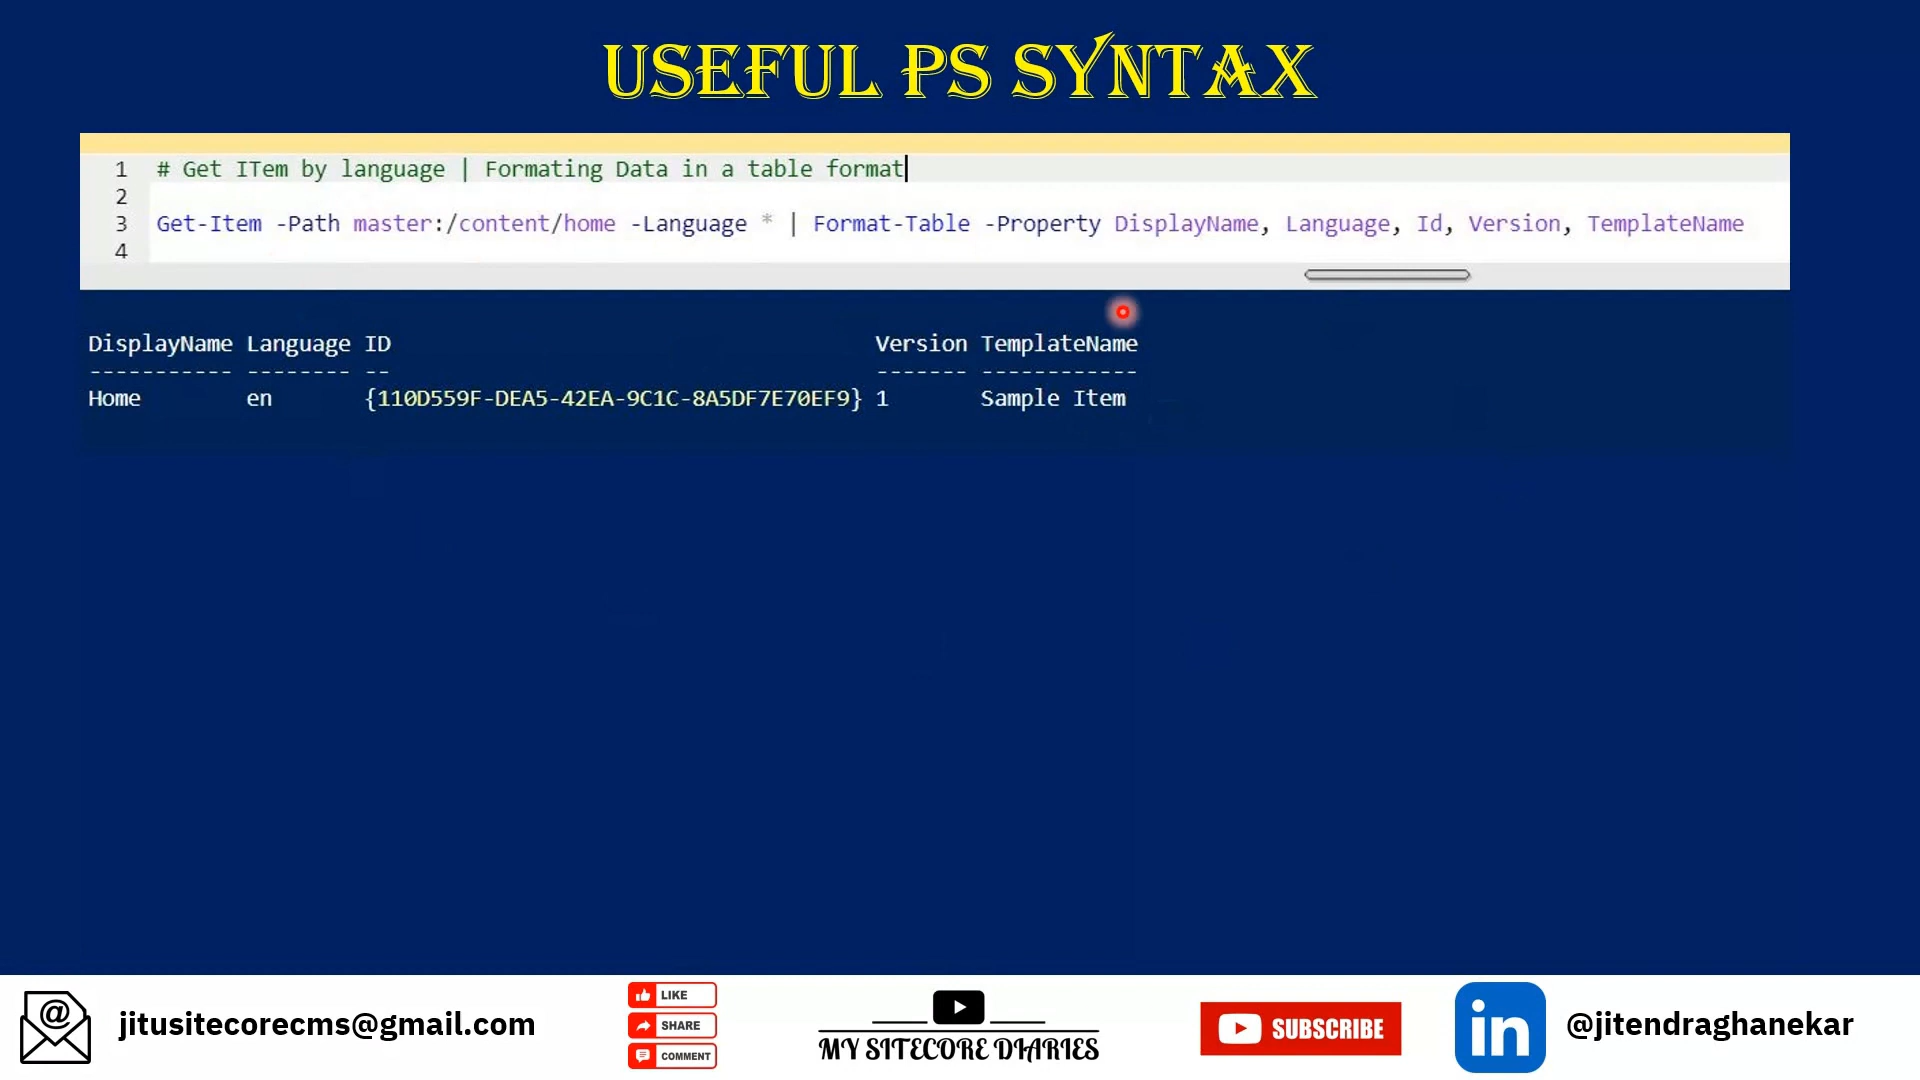 USEFUL PS SYNTAX
1 # Get ITem by language | Formating Data in a table format
2
3 Get-Item -Path master:/content/home -Language * | Format-Table -Property DisplayName, Language, Id, Version, TemplateName
4
DisplayName Language ID Version TemplateName
----------- -------- -- ------- ------------
Home en {110D559F-DEA5-42EA-9C1C-8A5DF7E70EF9} 1 Sample Item
@
jitusitecorecms@gmail.com
LIKE
SHARE
COMMENT
MY SITECORE DIARIES
SUBSCRIBE
in
@jitendraghanekar